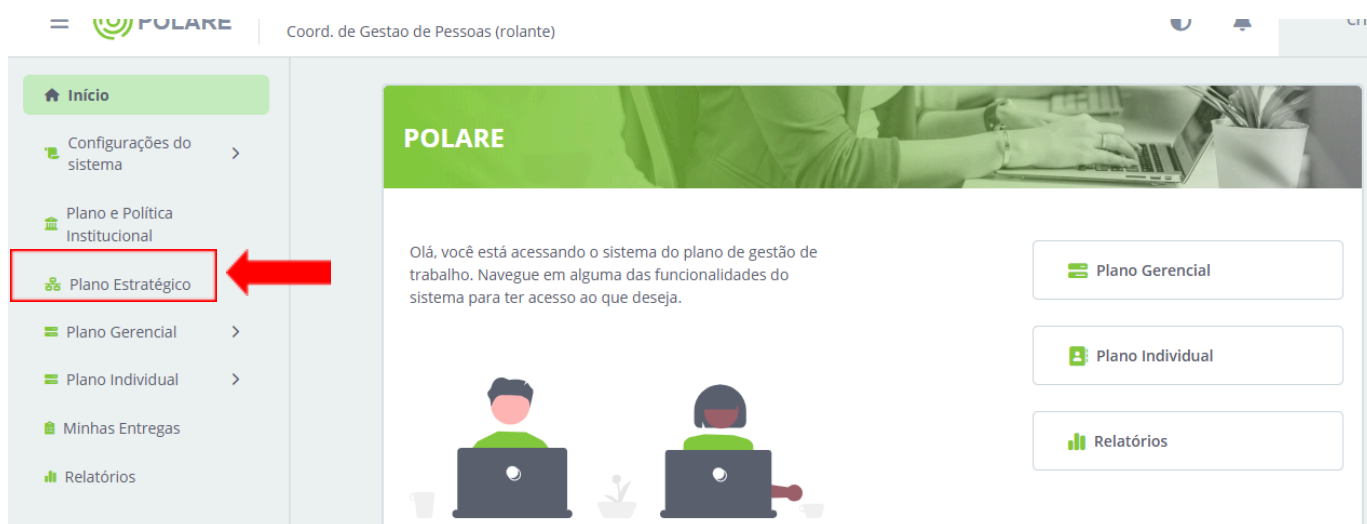 POLARE
Coord. de Gestao de Pessoas (rolante)
Início
Configurações do
sistema
Plano e Política
Institucional
Plano Estratégico
Plano Gerencial
Plano Individual
Minhas Entregas
Relatórios
POLARE
Olá, você está acessando o sistema do plano de gestão de
trabalho. Navegue em alguma das funcionalidades do
sistema para ter acesso ao que deseja.
Plano Gerencial
Plano Individual
Relatórios